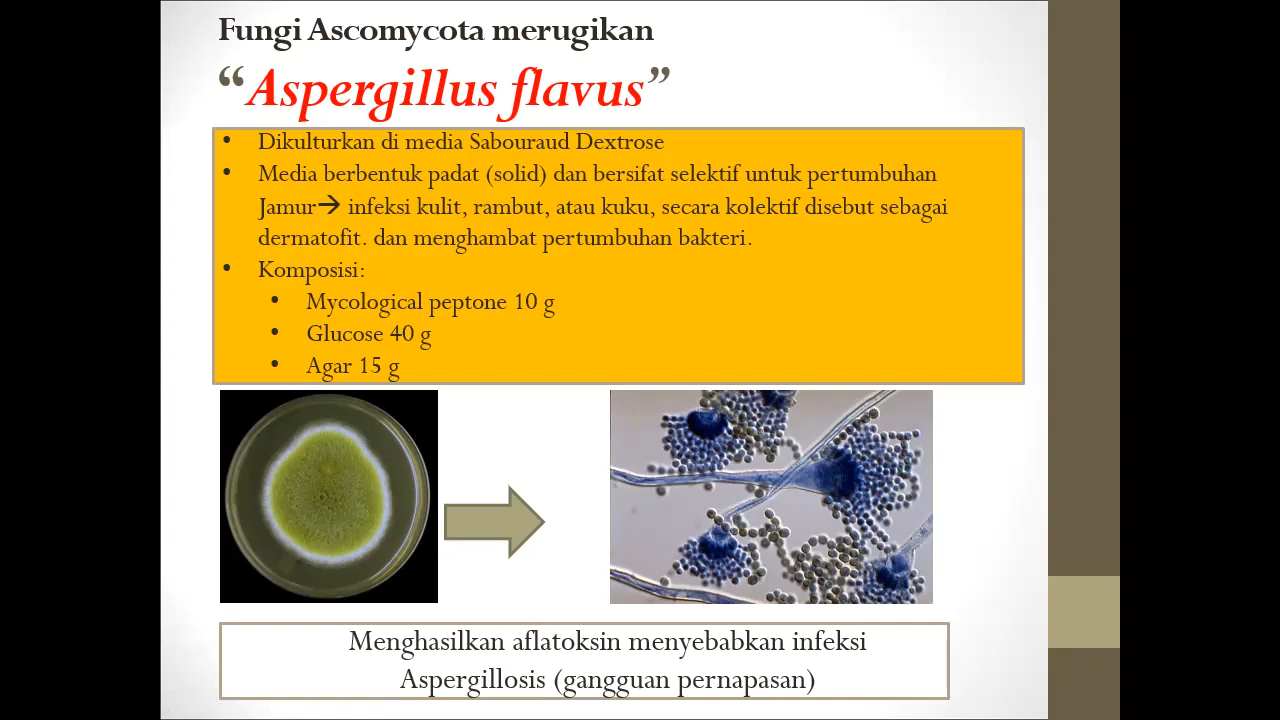 Fungi Ascomycota merugikan
“Aspergillus flavus”
• Dikulturkan di media Sabouraud Dextrose
• Media berbentuk padat (solid) dan bersifat selektif untuk pertumbuhan
Jamur→ infeksi kulit, rambut, atau kuku, secara kolektif disebut sebagai
dermatofit. dan menghambat pertumbuhan bakteri.
• Komposisi:
• Mycological peptone 10 g
• Glucose 40 g
• Agar 15 g
Menghasilkan aflatoksin menyebabkan infeksi
Aspergillosis (gangguan pernapasan)